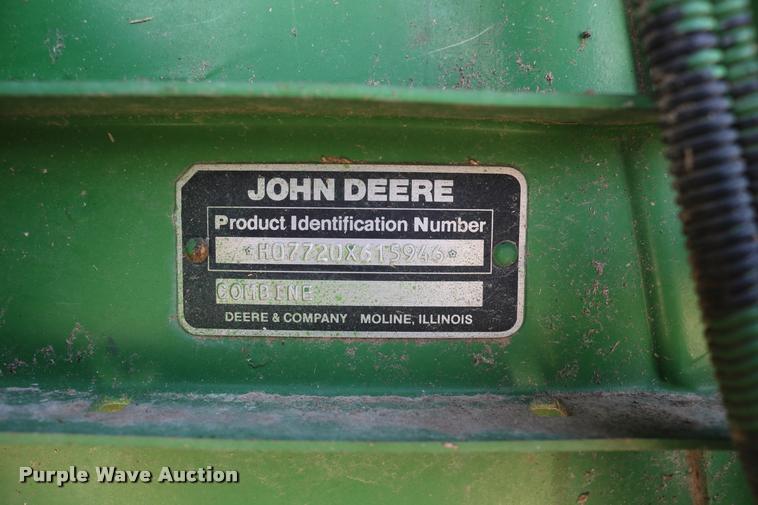 JOHN DEERE
Product Identification Number
*H07720X615946*
COMBINE
DEERE & COMPANY MOLINE, ILLINOIS
Purple Wave Auction